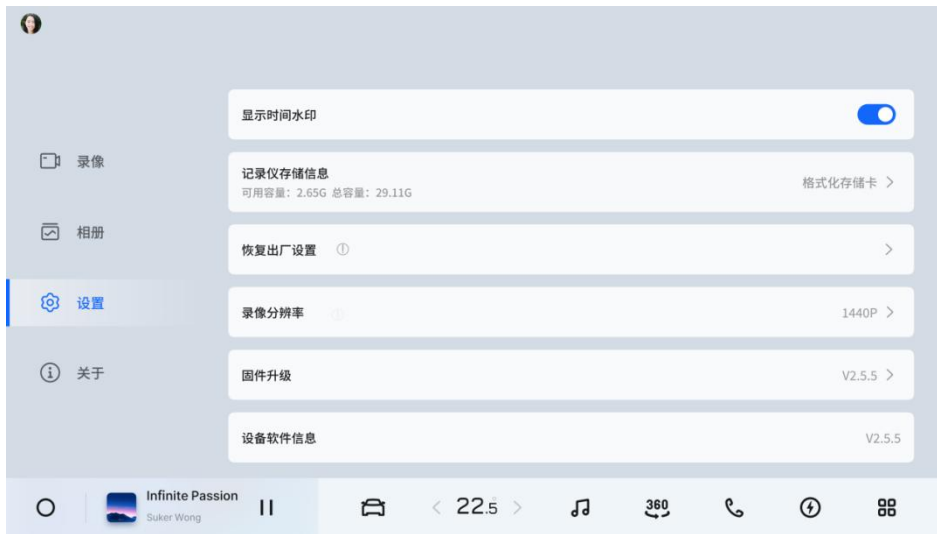 显示时间水印
录像
记录仪存储信息
可用容量：2.65G 总容量：29.11G
格式化存储卡
相册
恢复出厂设置
设置
录像分辨率
1440P
关于
固件升级
V2.5.5
设备软件信息
V2.5.5
Infinite Passion
Suker Wong
22.5
360